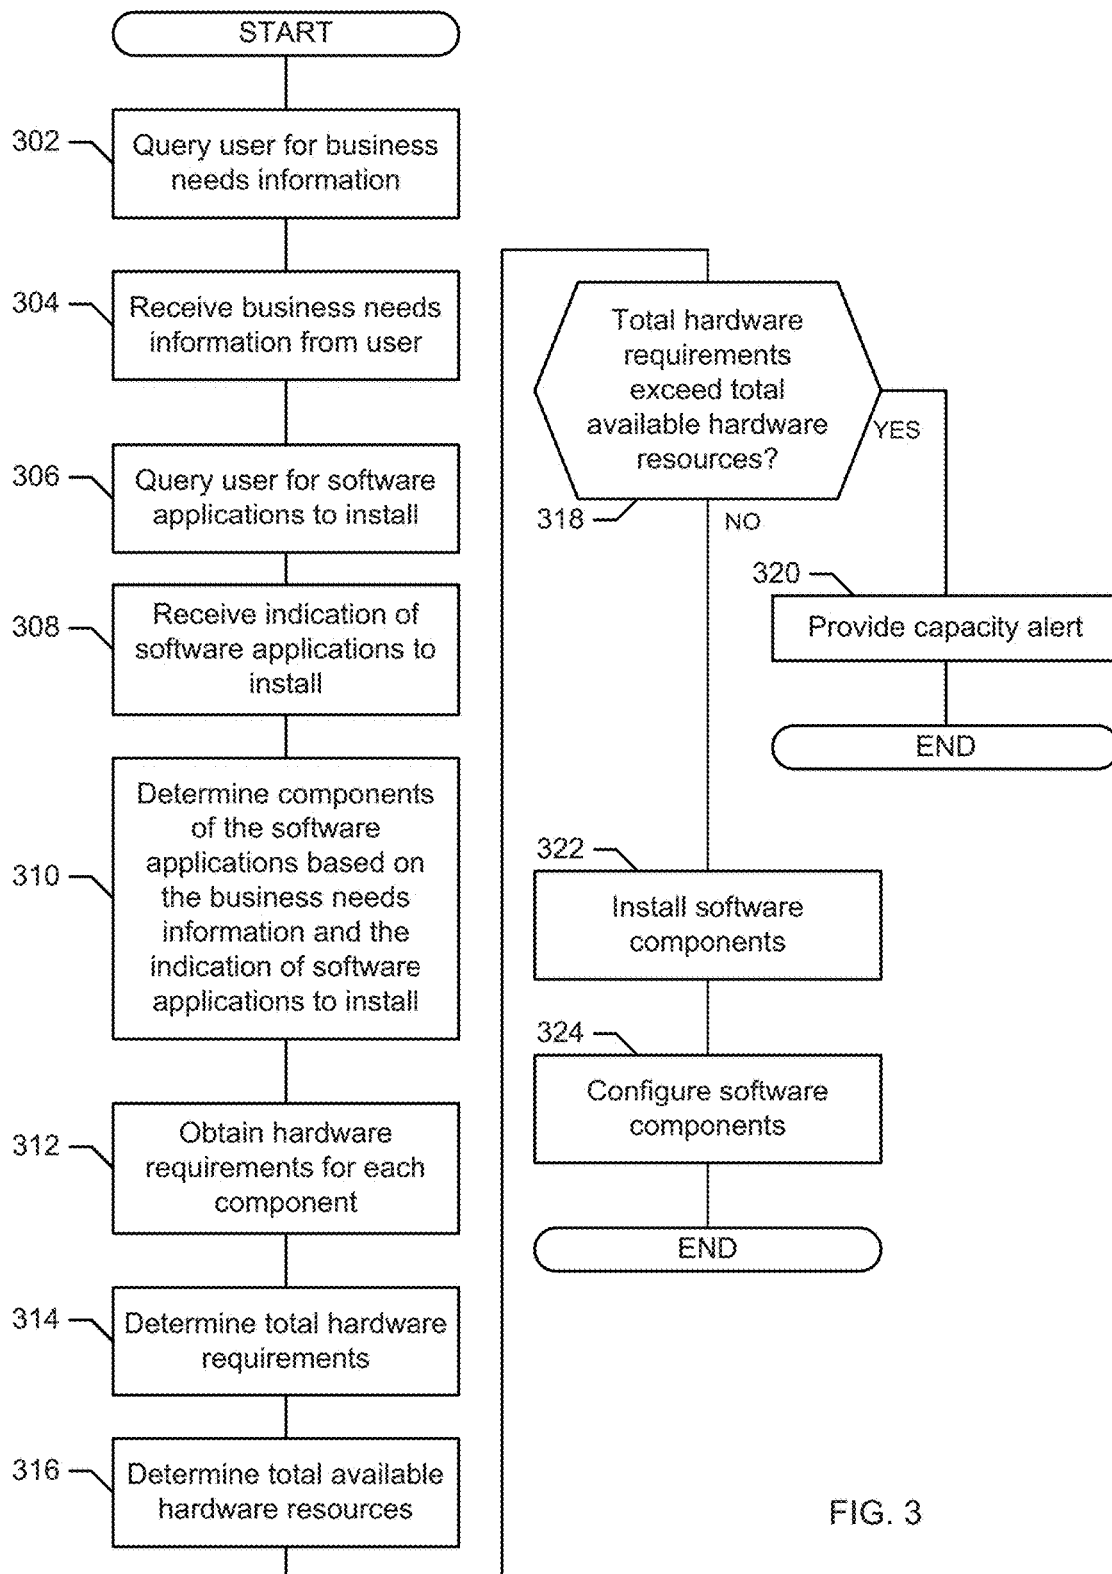 START
302
Query user for business
needs information
304
Receive business needs
information from user
306
Query user for software
applications to install
308
Receive indication of
software applications to
install
310
Determine components
of the software
applications based on
the business needs
information and the
indication of software
applications to install
312
Obtain hardware
requirements for each
component
314
Determine total hardware
requirements
316
Determine total available
hardware resources
Total hardware
requirements
exceed total
available hardware
resources?
318
YES
NO
320
Provide capacity alert
END
322
Install software
components
324
Configure software
components
END
FIG. 3